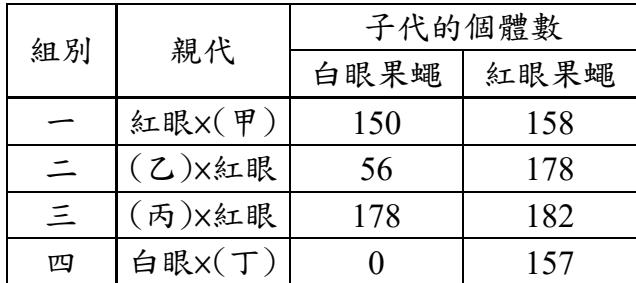 組別 親代 子代的個體數
白眼果蠅 紅眼果蠅
一 紅眼×(甲) 150 158
二 (乙)×紅眼 56 178
三 (丙)×紅眼 178 182
四 白眼×(丁) 0 157